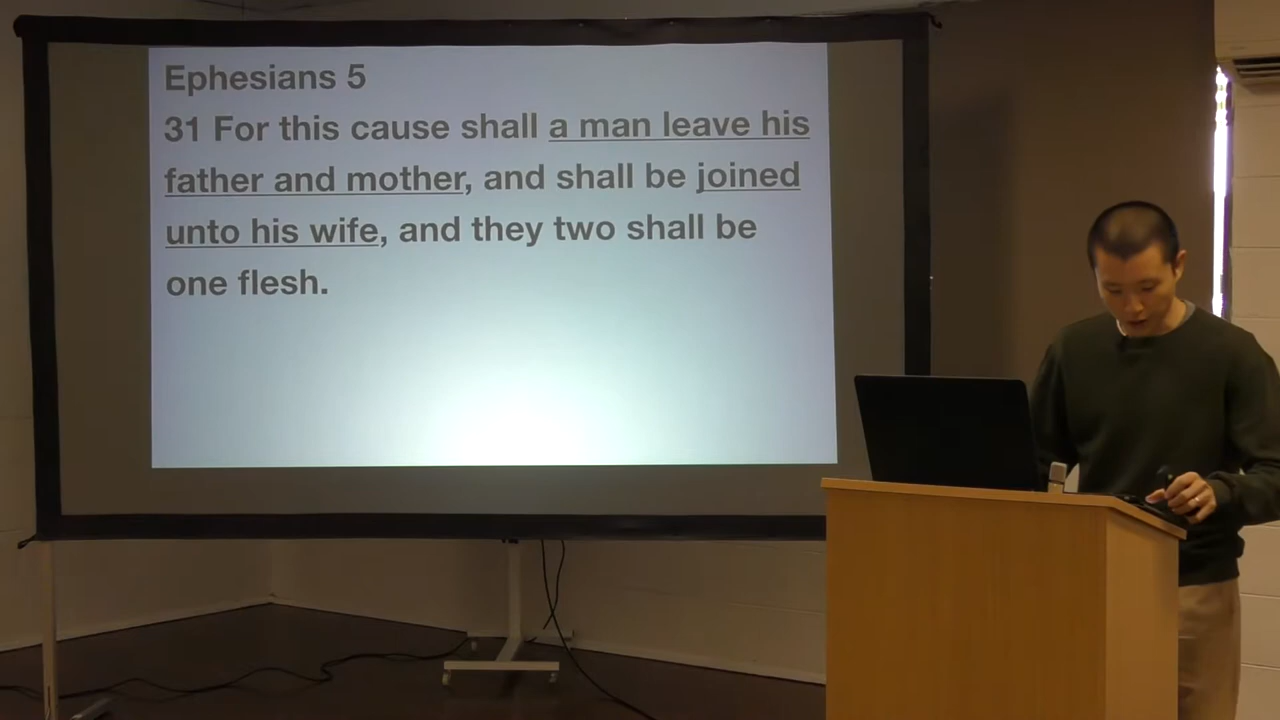 Ephesians 5
31 For this cause shall a man leave his
father and mother, and shall be joined
unto his wife, and they two shall be
one flesh.